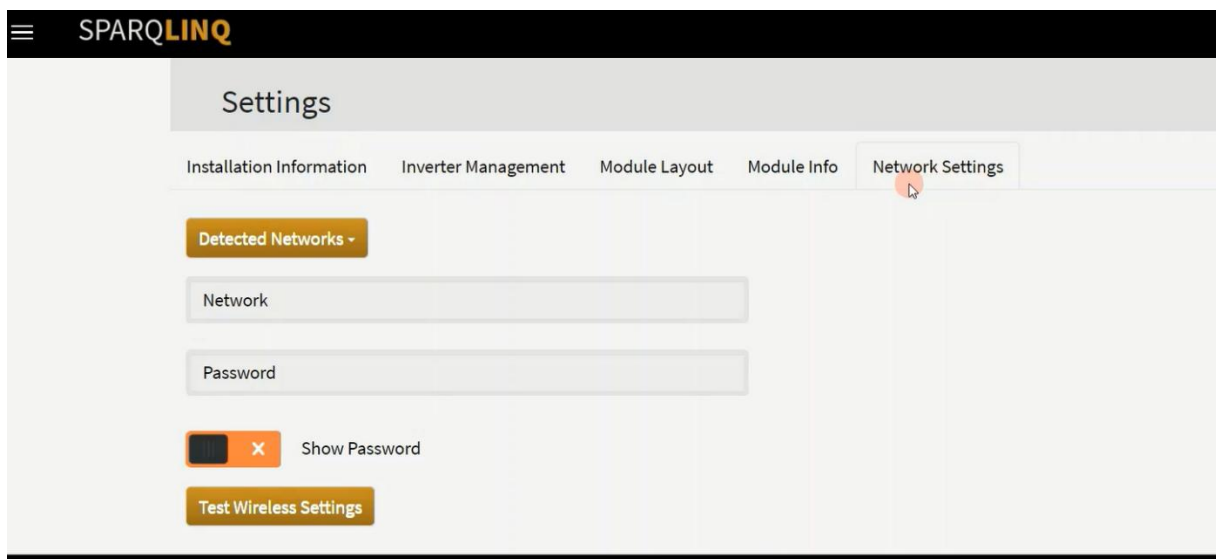 SPARQLINQ
Settings
Installation Information Inverter Management Module Layout Module Info Network Settings
Detected Networks
Network
Password
Show Password
Test Wireless Settings